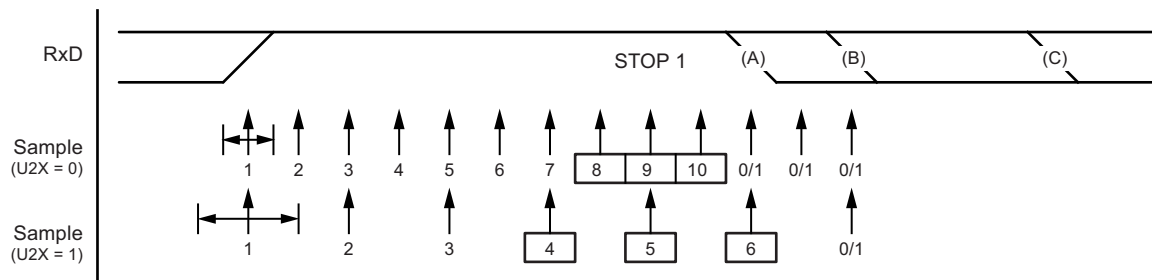 RxD STOP 1 (A) (B) (C)
Sample
(U2X = 0)
1 2 3 4 5 6 7 8 9 10 0/1 0/1 0/1
Sample
(U2X = 1)
1 2 3 4 5 6 0/1